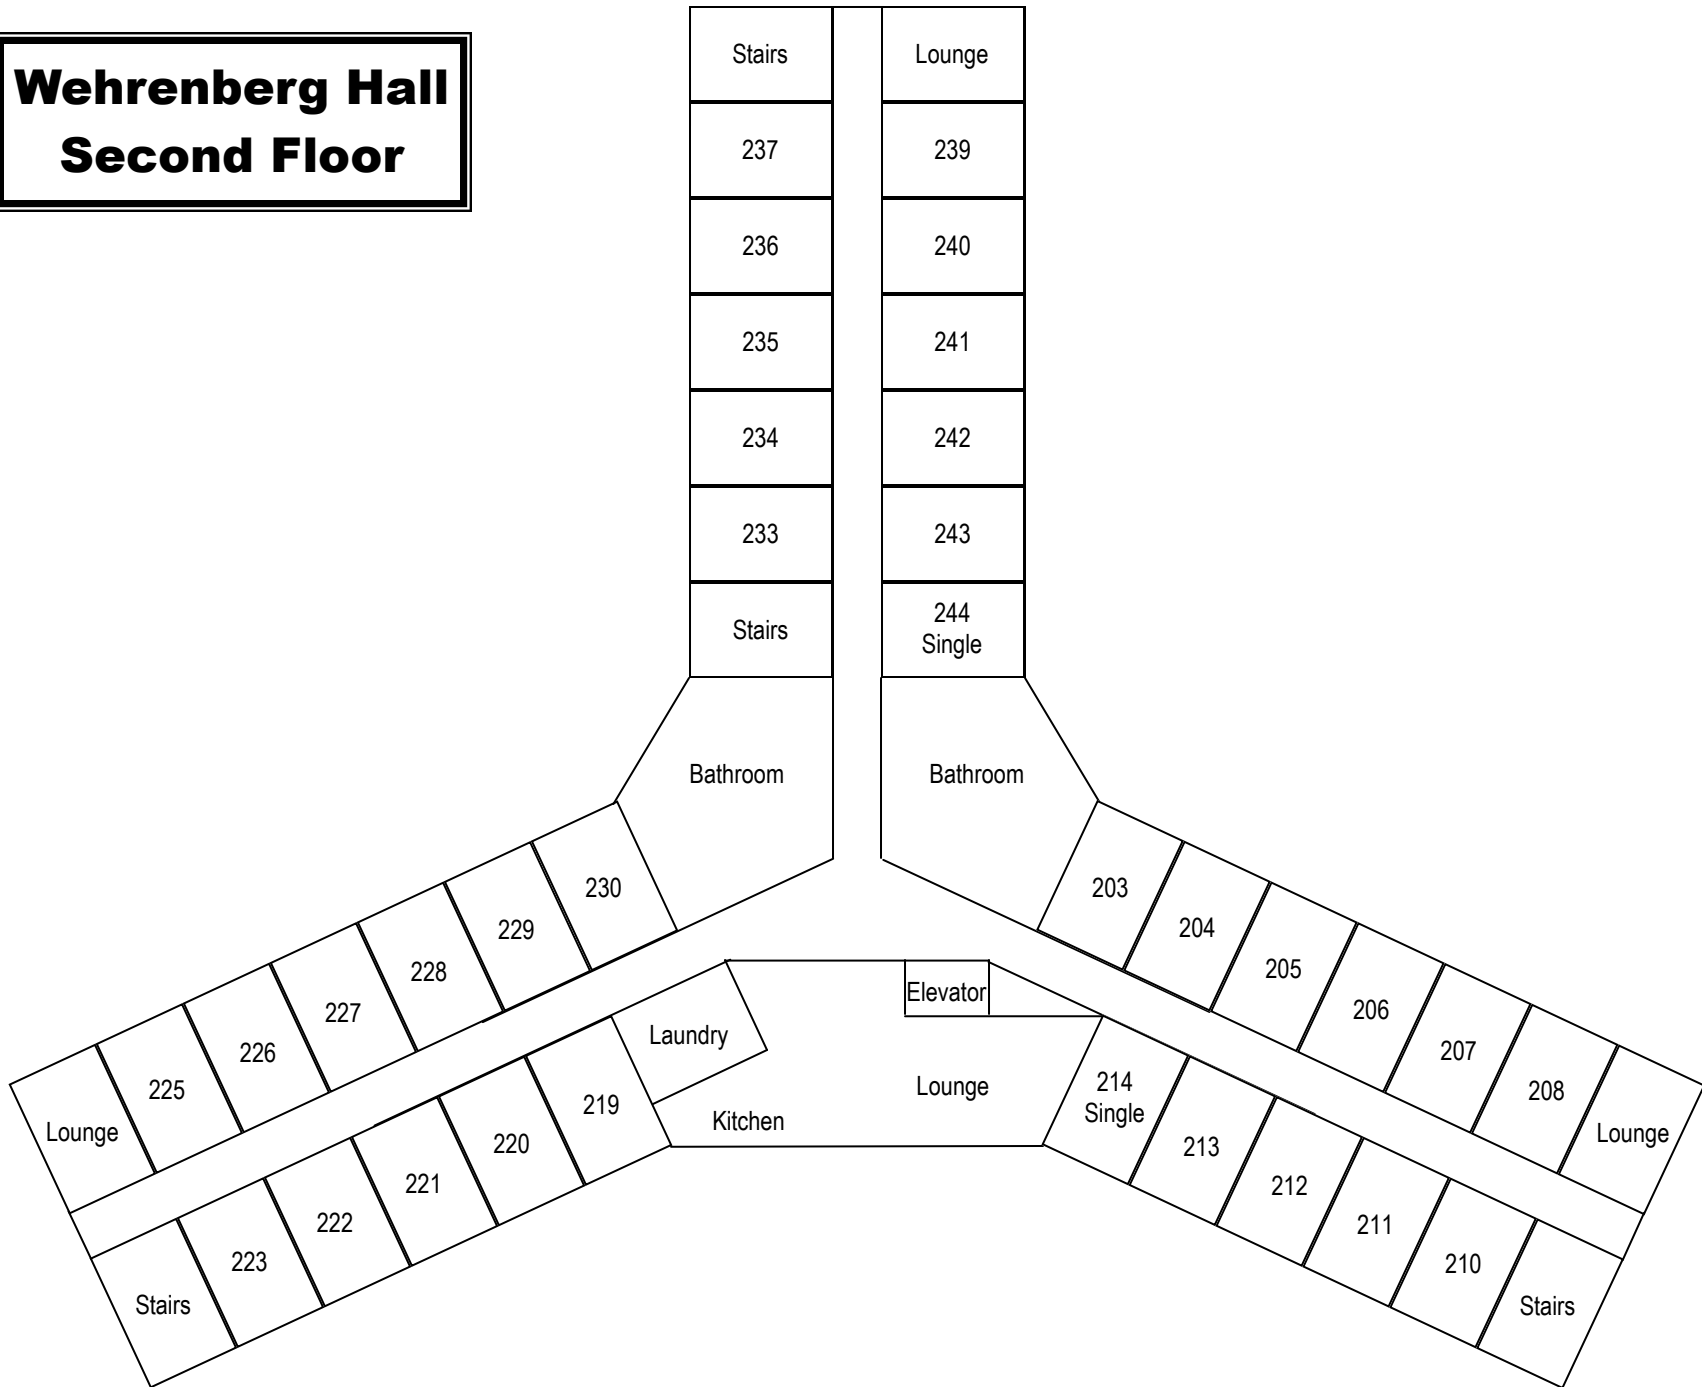 Wehrenberg Hall
Second Floor
Stairs
Lounge
237
239
236
240
235
241
234
242
233
243
Stairs
244
Single
Bathroom
Bathroom
230
229
228
227
226
225
Lounge
203
204
205
206
207
208
Lounge
Elevator
Laundry
Kitchen
Lounge
219
220
221
222
223
Stairs
214
Single
213
212
211
210
Stairs